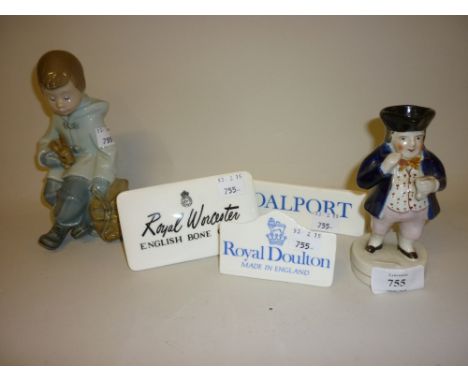 755
Royal Worcester
ENGLISH BONE
755
OALPORT
755
Royal Doulton
MADE IN ENGLAND
755